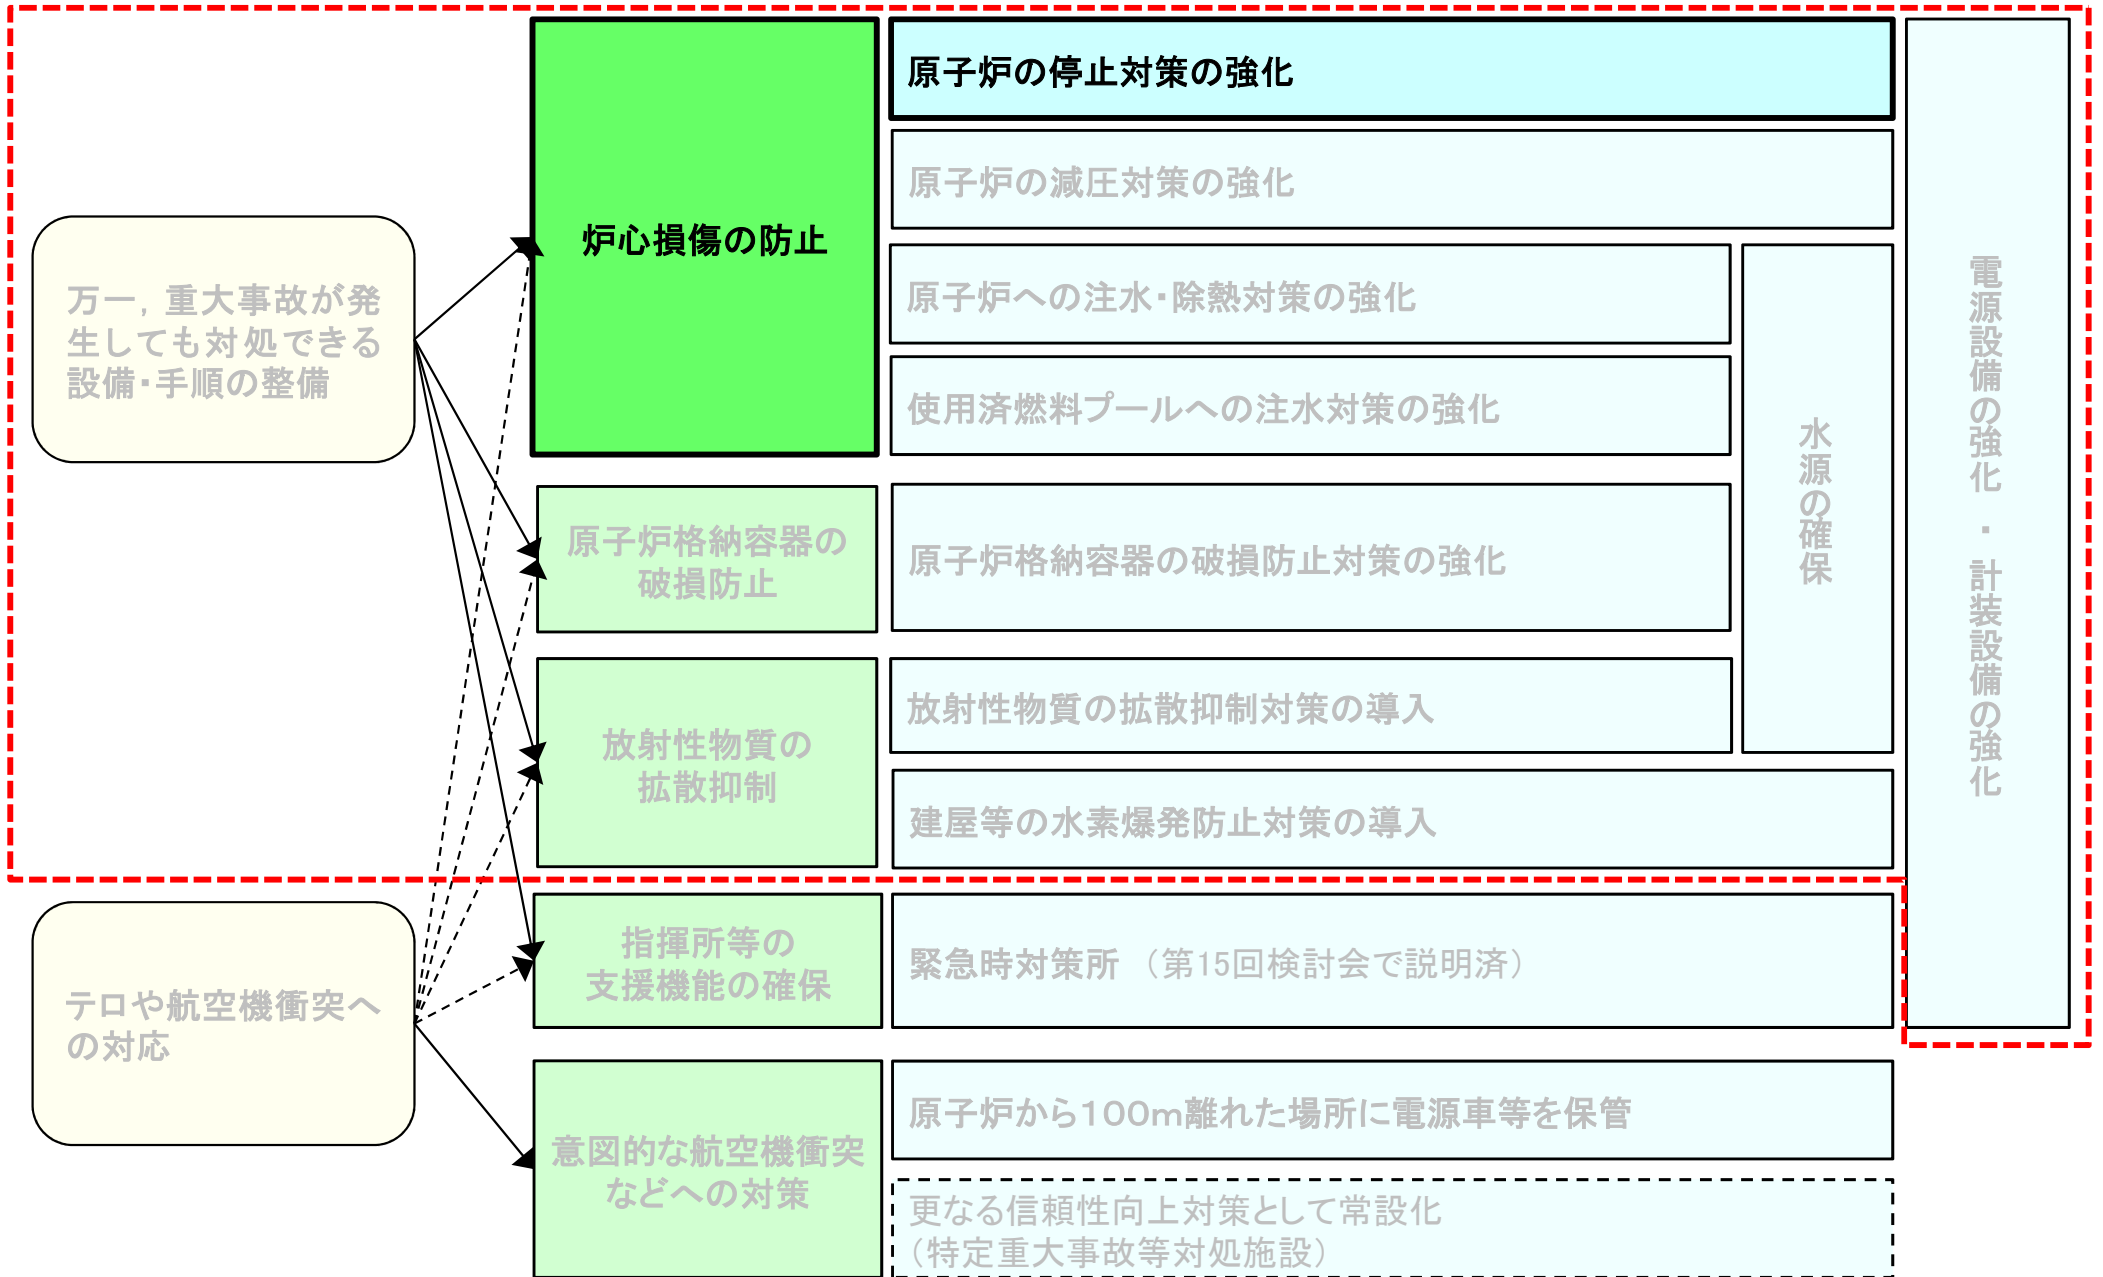 万一，重大事故が発
生しても対処できる
設備・手順の整備
テロや航空機衝突へ
の対応
炉心損傷の防止
原子炉格納容器の
破損防止
放射性物質の
拡散抑制
指揮所等の
支援機能の確保
意図的な航空機衝突
などへの対策
原子炉の停止対策の強化
原子炉の減圧対策の強化
原子炉への注水・除熱対策の強化
使用済燃料プールへの注水対策の強化
原子炉格納容器の破損防止対策の強化
放射性物質の拡散抑制対策の導入
建屋等の水素爆発防止対策の導入
緊急時対策所（第15回検討会で説明済）
原子炉から１００ｍ離れた場所に電源車等を保管
更なる信頼性向上対策として常設化
（特定重大事故等対処施設）
水源の確保
電源設備の強化・計装設備の強化